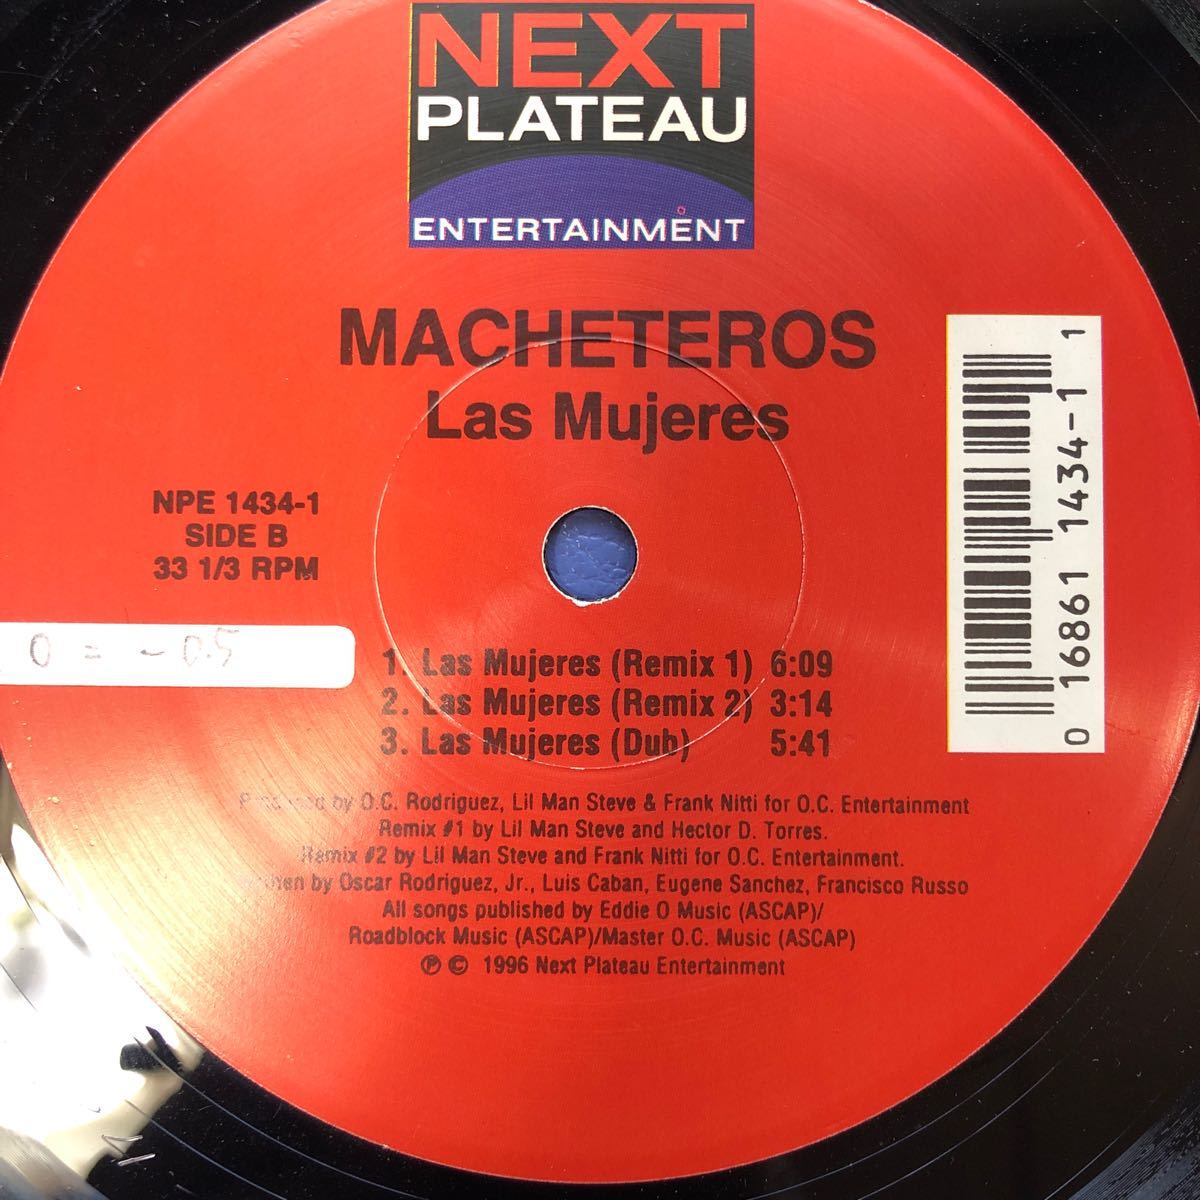 NEXT
PLATEAU
ENTERTAINMENT
MACHETEROS
Las Mujeres
NPE 1434-1
SIDE B
33 1/3 RPM
0 = -0.5
1. Las Mujeres (Remix 1) 6:09
2. Las Mujeres (Remix 2) 3:14
3. Las Mujeres (Dub) 5:41
Produced by O.C. Rodriguez, Lil Man Steve & Frank Nitti for O.C. Entertainment
Remix #1 by Lil Man Steve and Hector D. Torres.
Remix #2 by Lil Man Steve and Frank Nitti for O.C. Entertainment.
Written by Oscar Rodriguez, Jr., Luis Caban, Eugene Sanchez, Francisco Russo
All songs published by Eddie O Music (ASCAP)/
Roadblock Music (ASCAP)/Master O.C. Music (ASCAP)
℗ © 1996 Next Plateau Entertainment
0 16861 1434-1 1